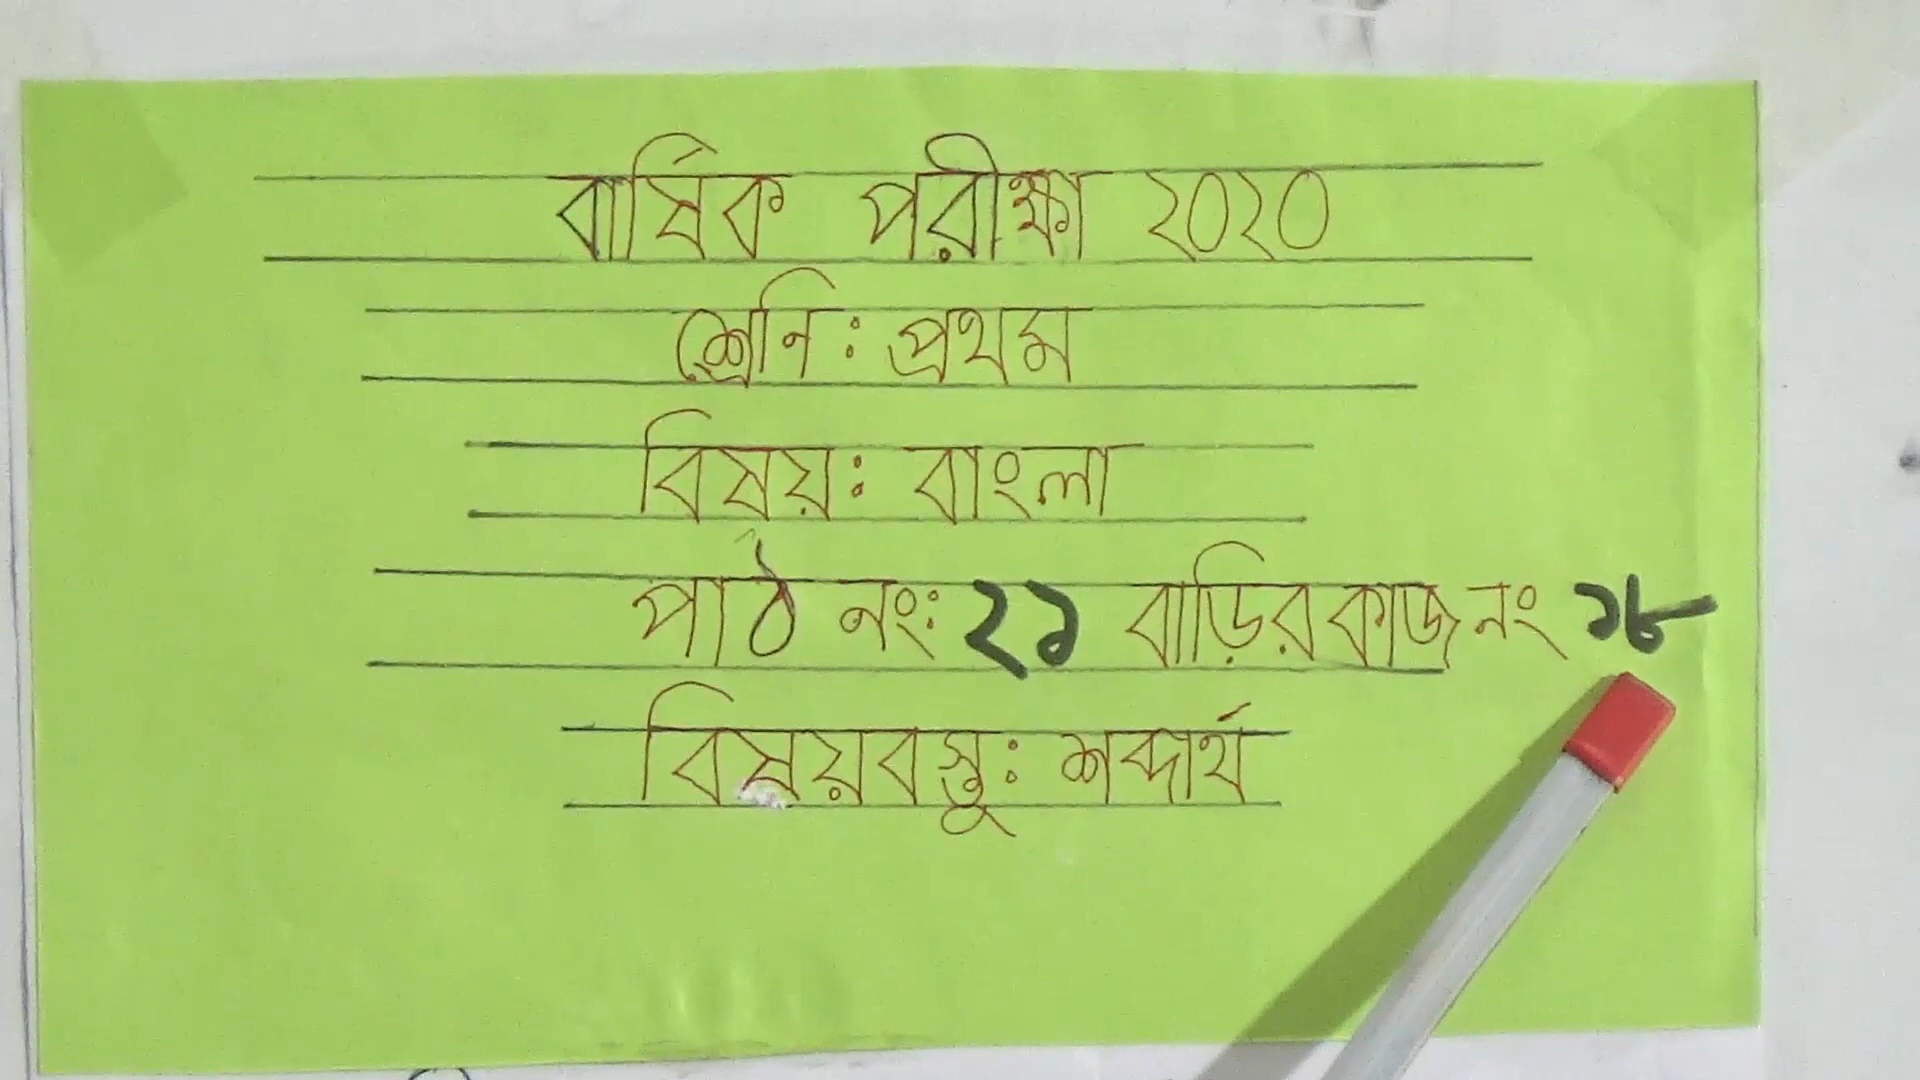 বার্ষিক পরীক্ষা ২০২০
শ্রেনি : প্রথম
বিষয়ঃ বাংলা
পাঠ নংঃ ২১ বাড়ির কাজ নং ১৮
বিষয়বস্তুঃ শব্দার্থ